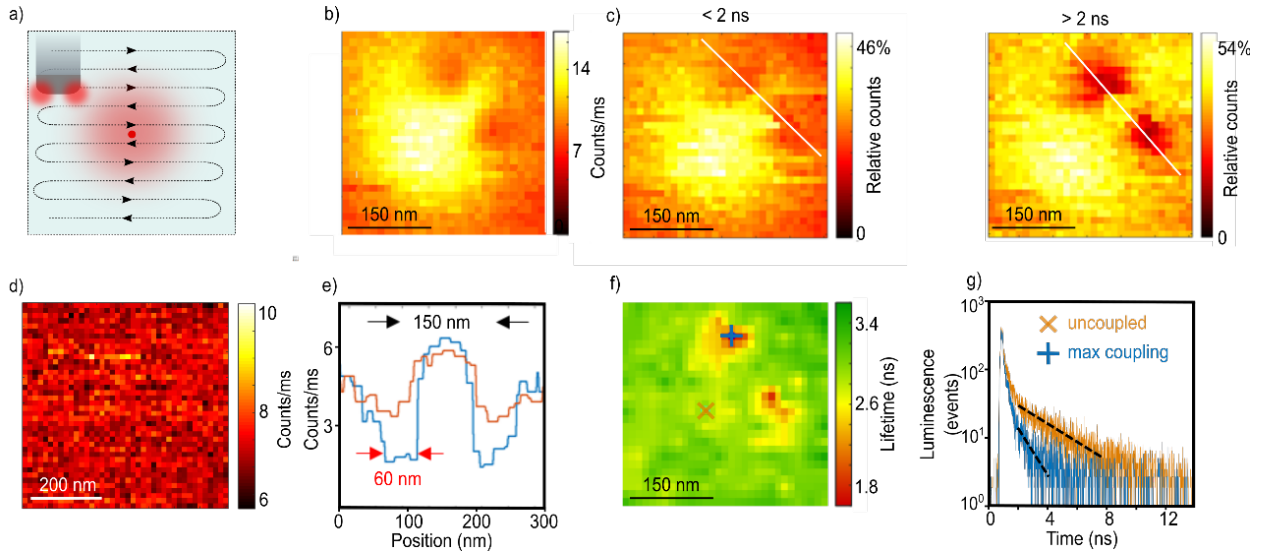 a)
b)
14
7
Counts/ms
150 nm
c)
< 2 ns
46%
0
Relative counts
150 nm
> 2 ns
54%
0
Relative counts
150 nm
d)
10
9
8
6
Counts/ms
200 nm
e)
150 nm
6
3
Counts/ms
60 nm
0 100 200 300
Position (nm)
f)
3.4
2.6
1.8
Lifetime (ns)
150 nm
g)
10³
10²
10¹
10⁰
Luminescence
(events)
uncoupled
max coupling
0 4 8 12
Time (ns)